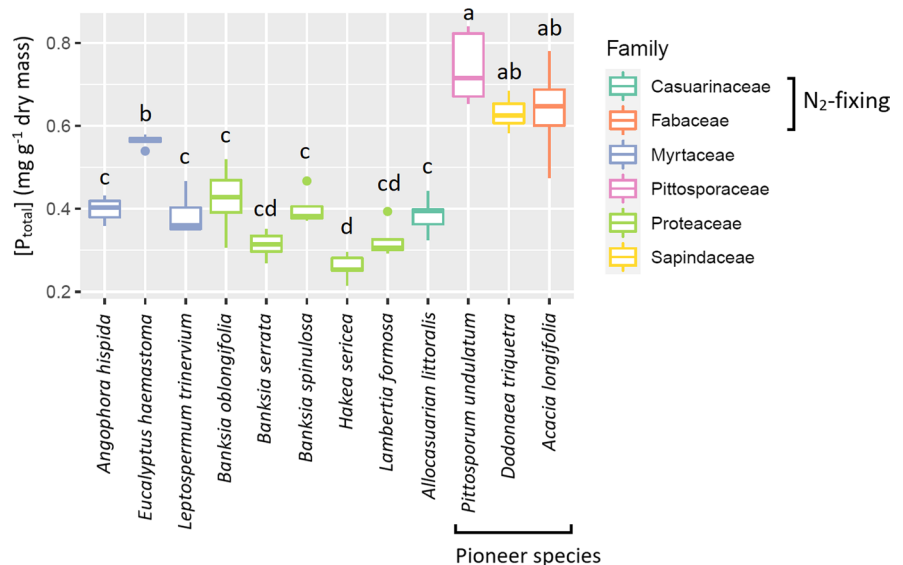 a
ab
ab
b
c
c
c
c
cd
cd
c
d
0.8
0.6
0.4
0.2
[Ptotal] (mg g-1 dry mass)
Angophora hispida
Eucalyptus haemastoma
Leptospermum trinervium
Banksia oblongifolia
Banksia serrata
Banksia spinulosa
Hakea sericea
Lambertia formosa
Allocasuarian littoralis
Pittosporum undulatum
Dodonaea triquetra
Acacia longifolia
Pioneer species
Family
Casuarinaceae
Fabaceae
Myrtaceae
Pittosporaceae
Proteaceae
Sapindaceae
N2-fixing